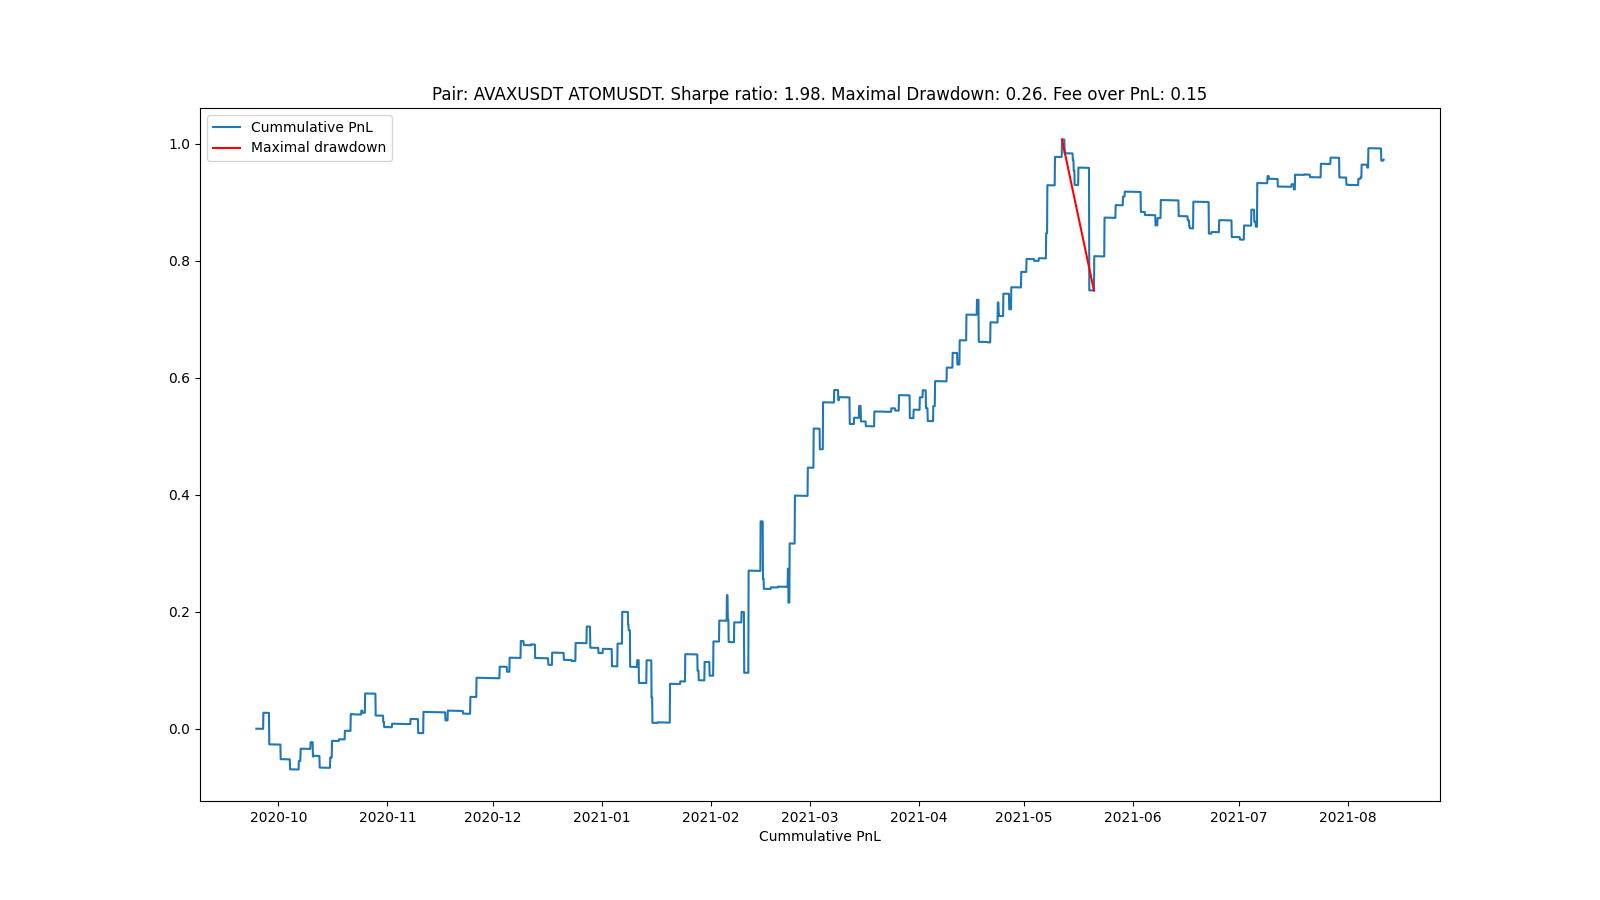 Pair: AVAXUSDT ATOMUSDT. Sharpe ratio: 1.98. Maximal Drawdown: 0.26. Fee over PnL: 0.15
Cummulative PnL
Maximal drawdown
1.0
0.8
0.6
0.4
0.2
0.0
2020-10 2020-11 2020-12 2021-01 2021-02 2021-03 2021-04 2021-05 2021-06 2021-07 2021-08
Cummulative PnL